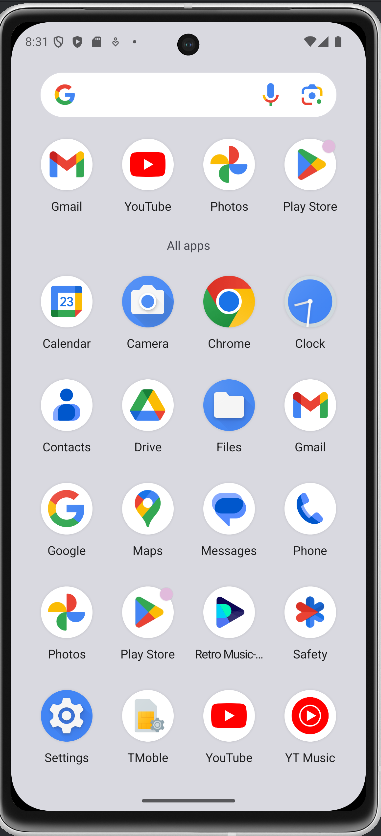 8:31
Gmail YouTube Photos Play Store
All apps
23
Calendar Camera Chrome Clock
Contacts Drive Files Gmail
Google Maps Messages Phone
Photos Play Store Retro Music-... Safety
Settings TMoble YouTube YT Music